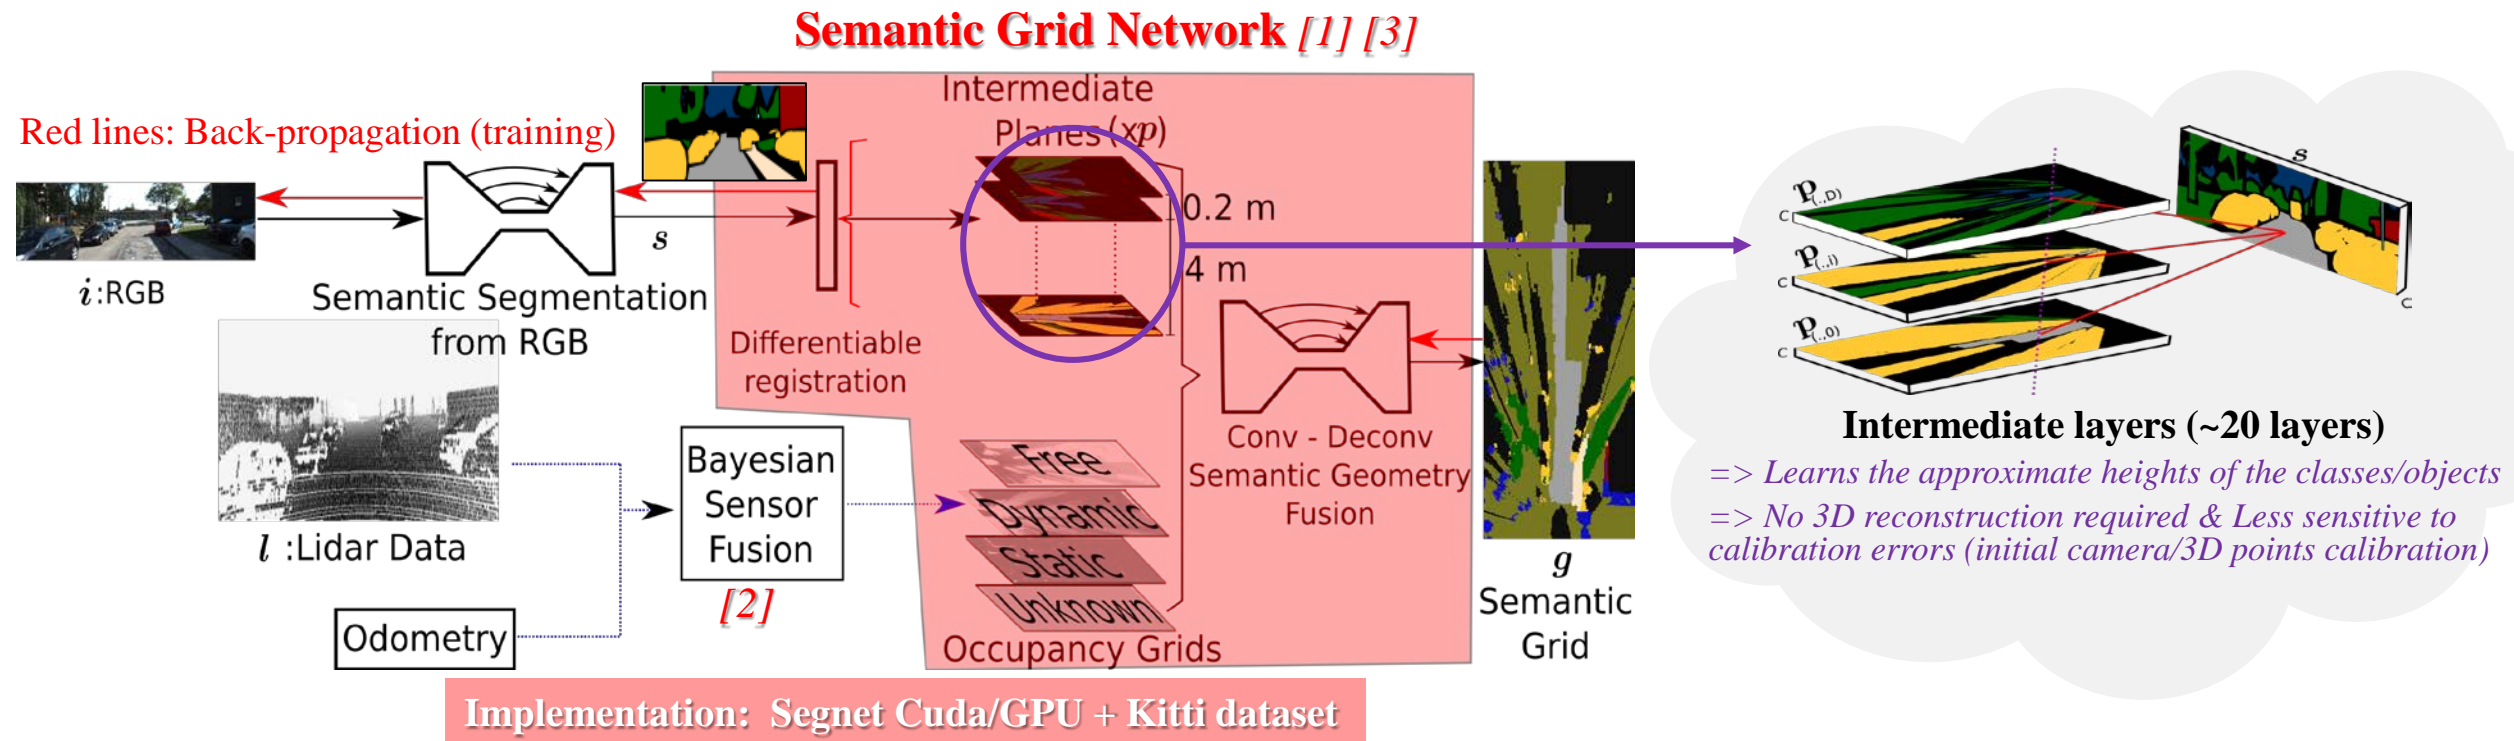 Semantic Grid Network [1] [3]
Red lines: Back-propagation (training)
Intermediate
Planes (xp)
0.2 m
4 m
i:RGB
s
Semantic Segmentation
from RGB
Differentiable
registration
l :Lidar Data
Odometry
Bayesian
Sensor
Fusion
[2]
Free
Dynamic
Static
Unknown
Occupancy Grids
Conv - Deconv
Semantic Geometry
Fusion
g
Semantic
Grid
Implementation: Segnet Cuda/GPU + Kitti dataset
s
P(.,D)
c
P(.,i)
c
P(.,0)
c
c
Intermediate layers (~20 layers)
=> Learns the approximate heights of the classes/objects
=> No 3D reconstruction required & Less sensitive to
calibration errors (initial camera/3D points calibration)